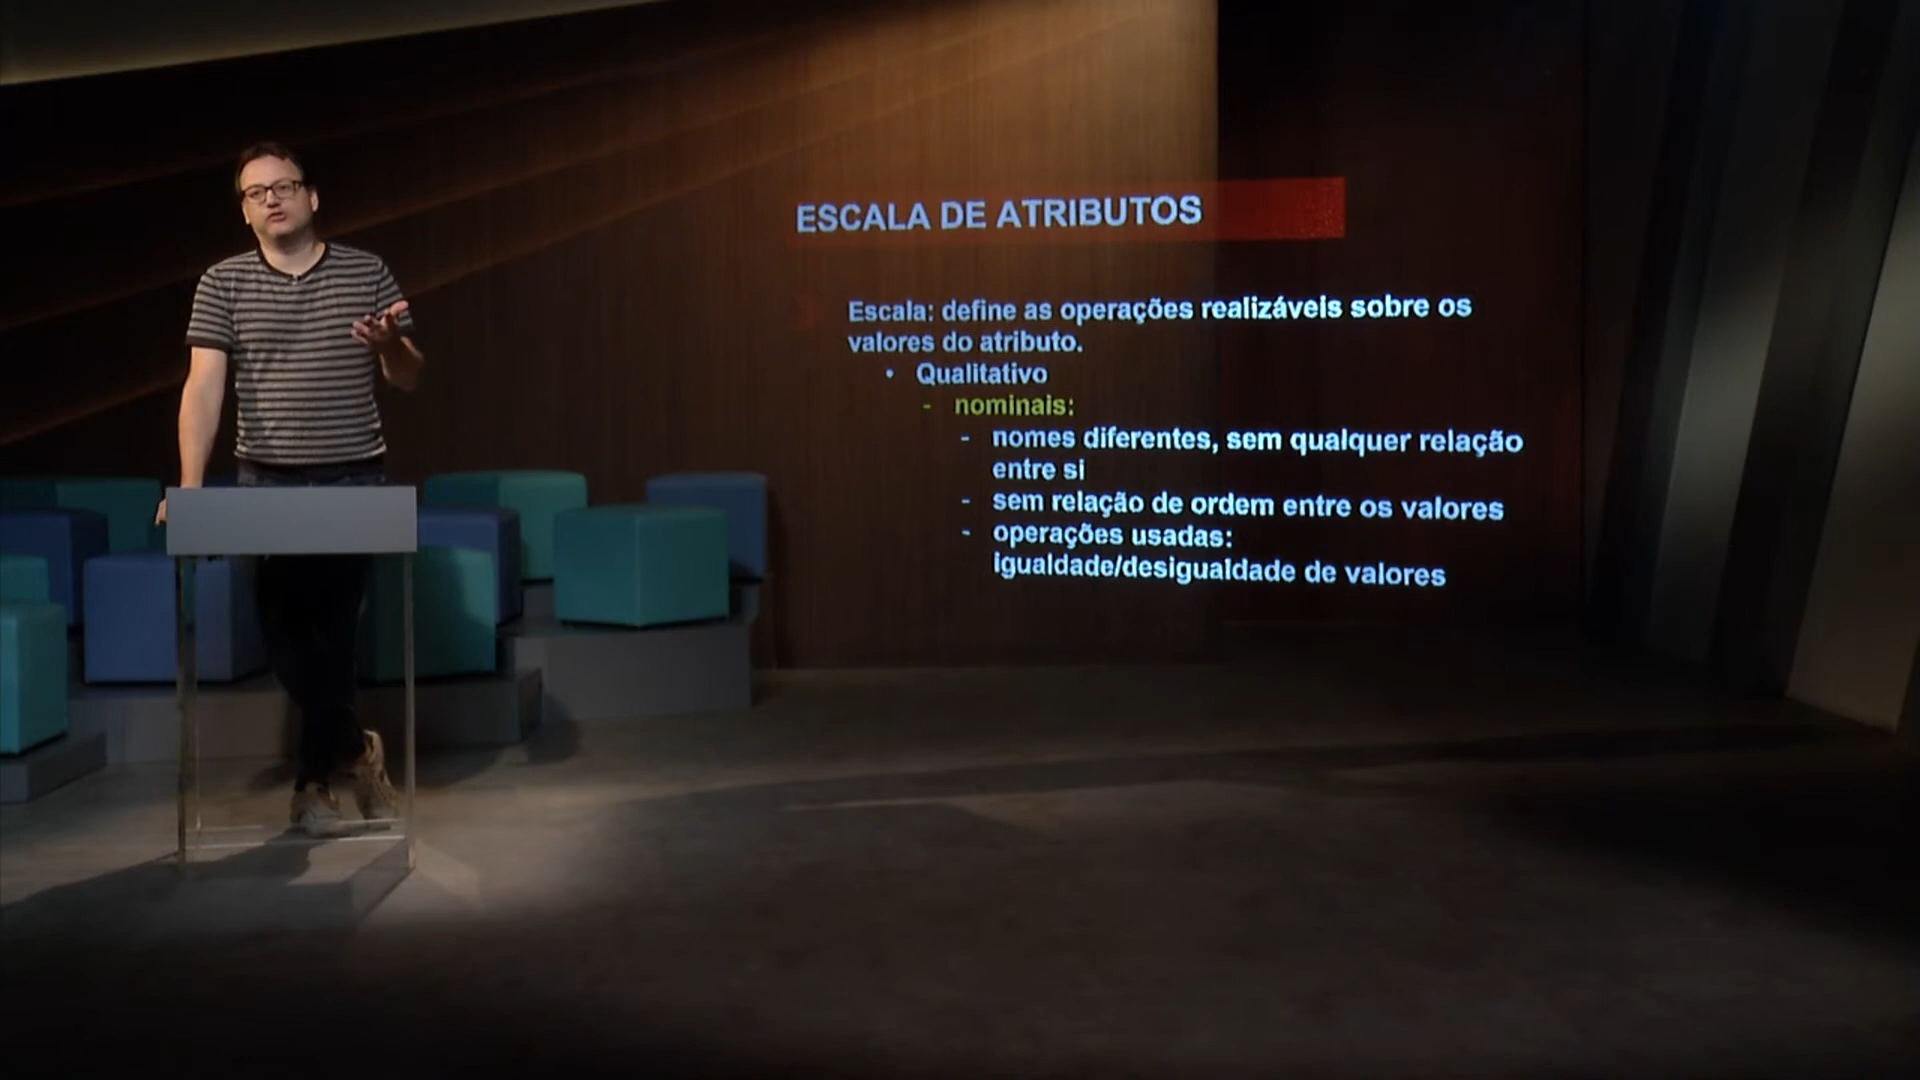 ESCALA DE ATRIBUTOS
Escala: define as operações realizáveis sobre os
valores do atributo.
• Qualitativo
- nominais:
- nomes diferentes, sem qualquer relação
entre si
- sem relação de ordem entre os valores
- operações usadas:
igualdade/desigualdade de valores